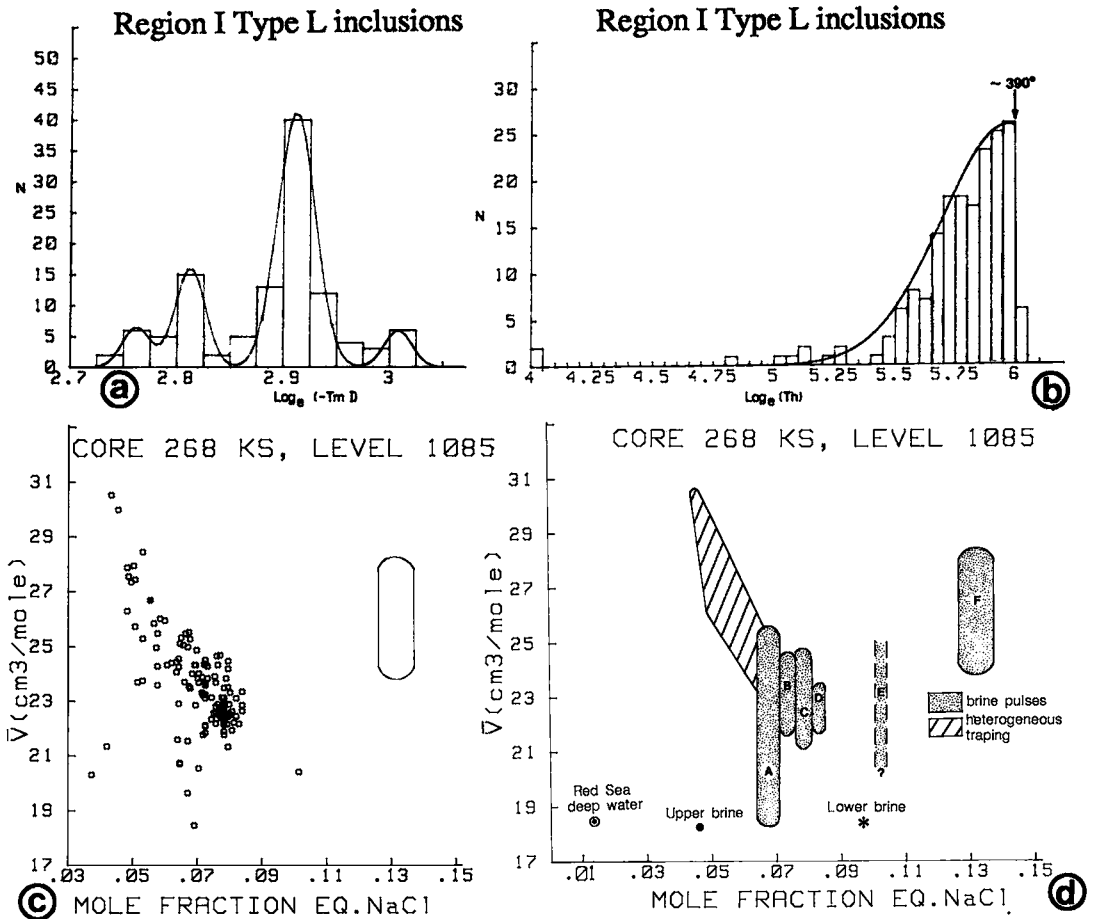 Region I Type L inclusions
50
45
40
35
30
25
20
15
10
5
0
N
2.7
2.8
2.9
3
Log e (-Tm I)
a
Region I Type L inclusions
30
25
20
15
10
5
0
N
~ 390°
4
4.25
4.5
4.75
5
5.25
5.5
5.75
6
Log e (Th)
b
CORE 268 KS, LEVEL 1085
31
29
27
25
23
21
19
17
V̅(cm3/mole)
.03
.05
.07
.09
.11
.13
.15
MOLE FRACTION EQ.NaCl
c
CORE 268 KS, LEVEL 1085
31
29
27
25
23
21
19
17
V̅(cm3/mole)
A
B
C
D
E
?
F
brine pulses
heterogeneous
traping
Red Sea
deep water
Upper brine
Lower brine
.01
.03
.05
.07
.09
.11
.13
.15
MOLE FRACTION EQ.NaCl
d